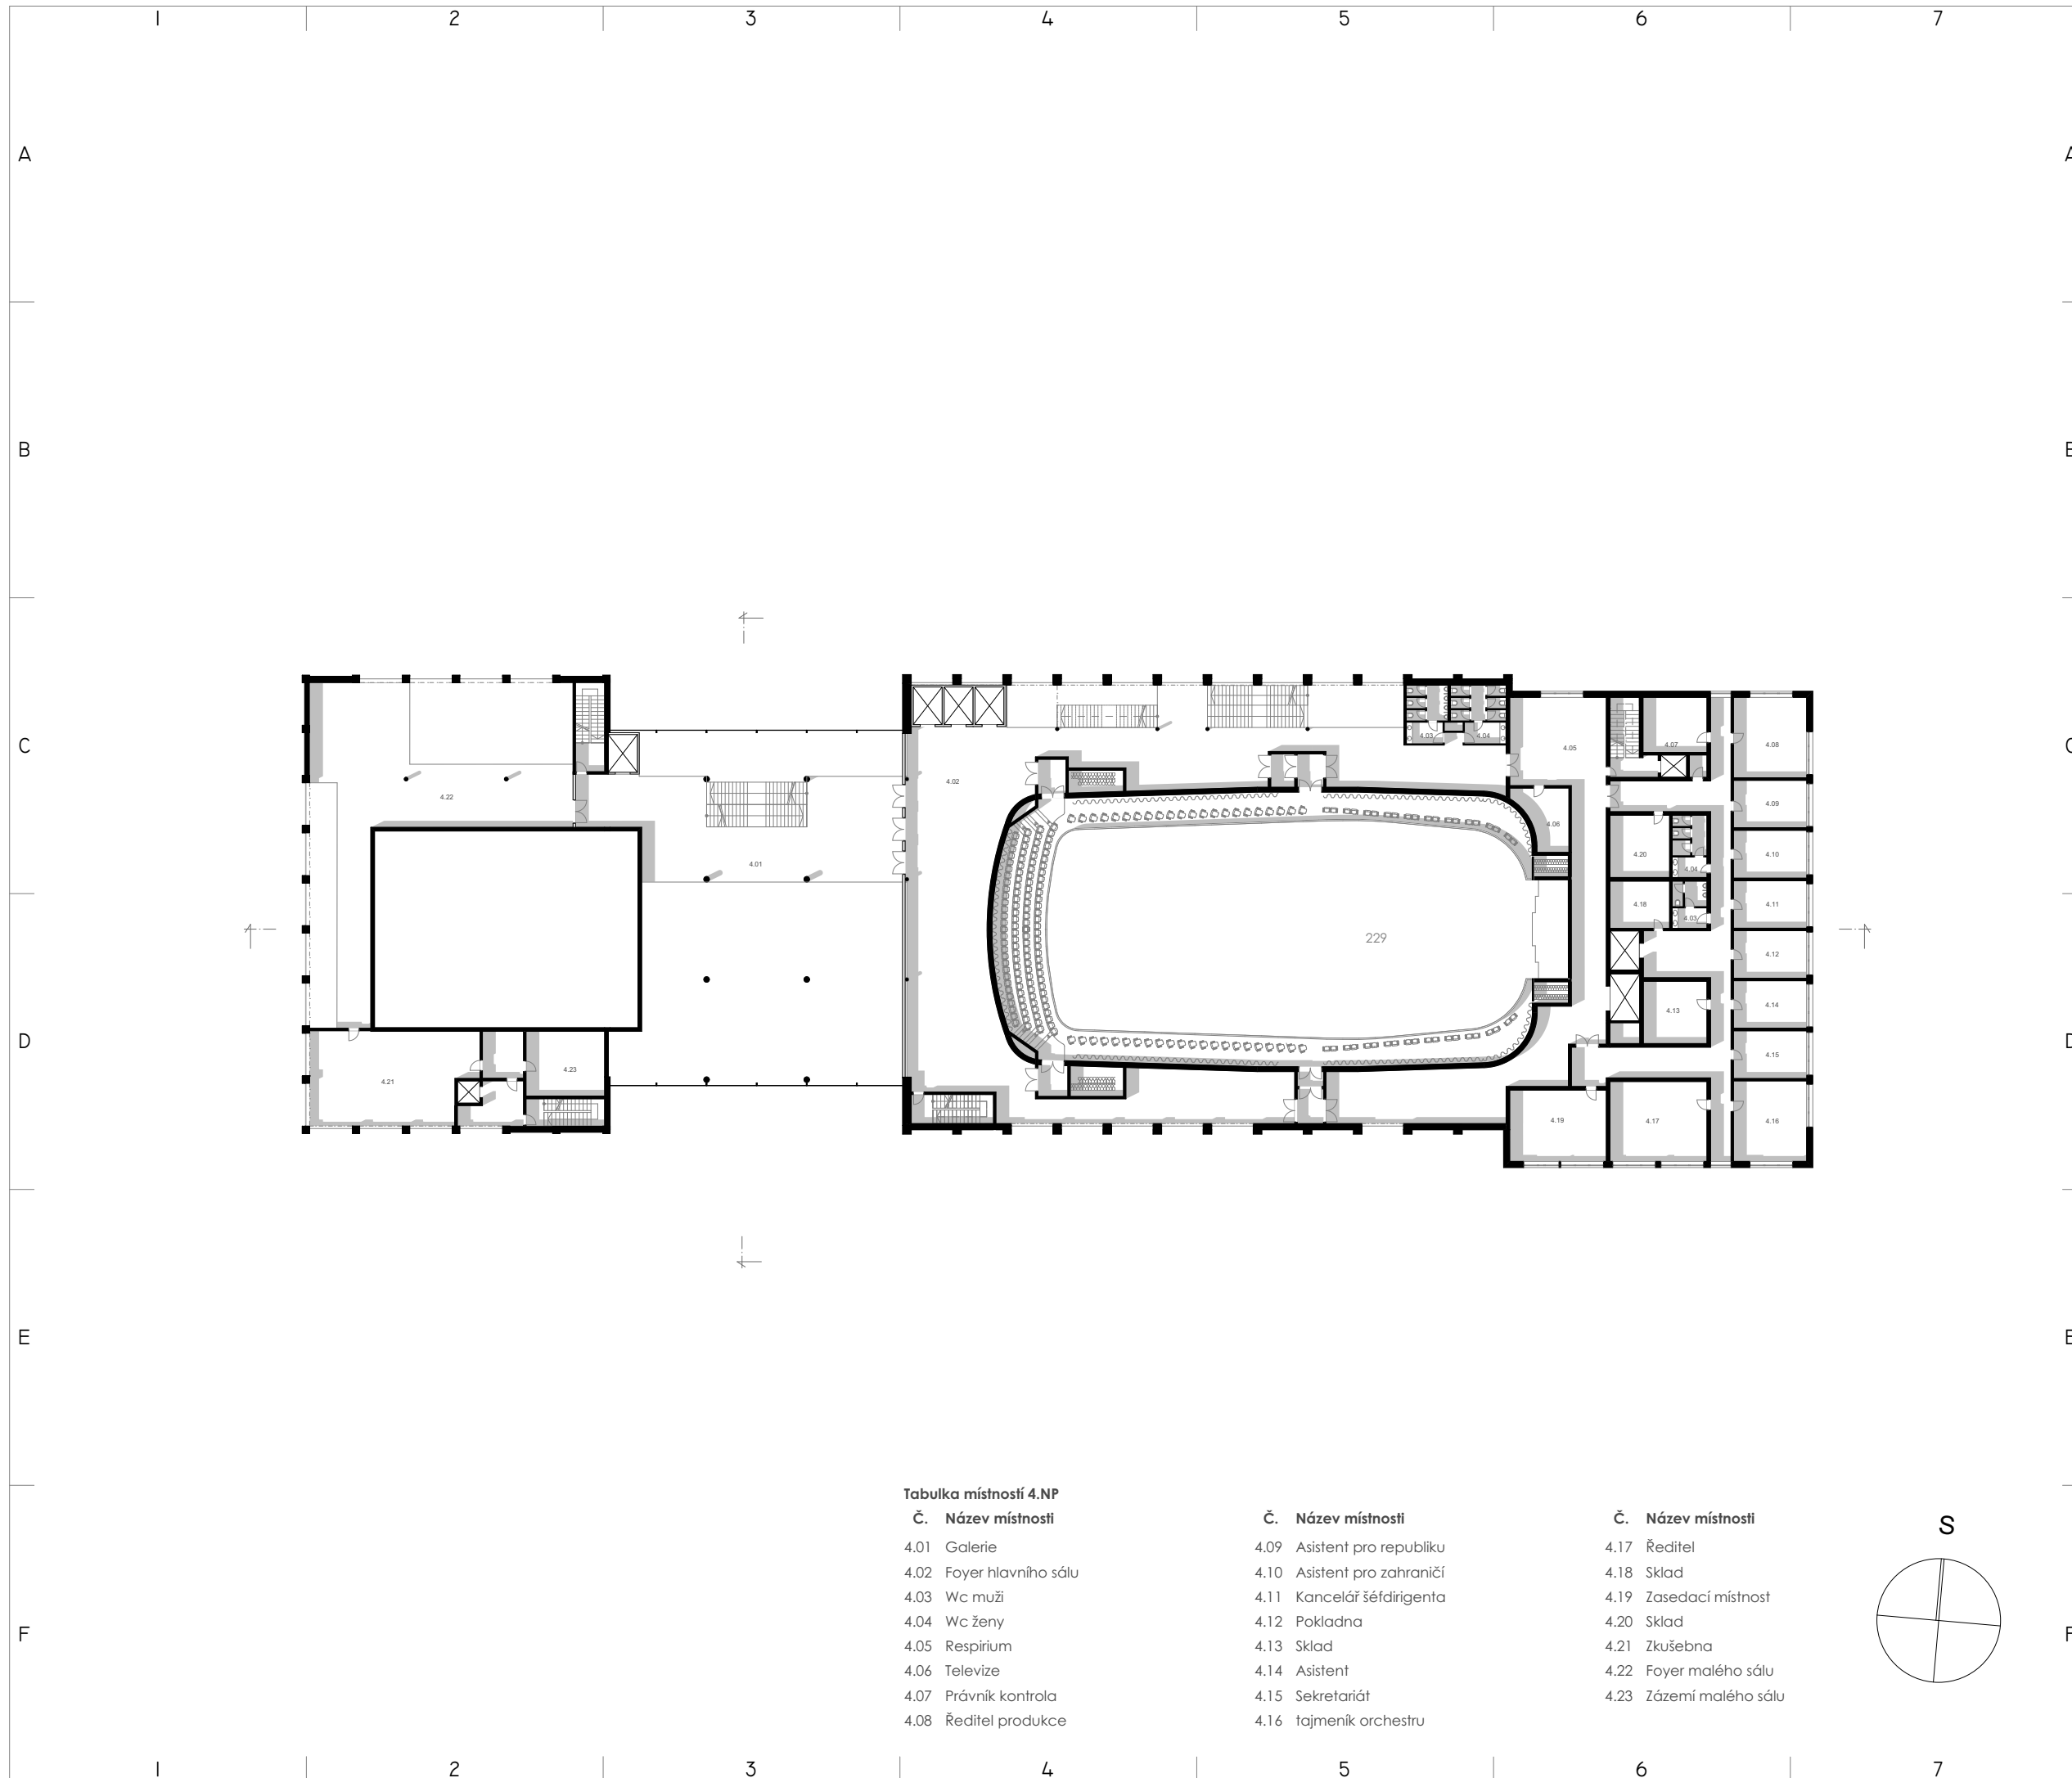 1 2 3 4 5 6 7
A A
B B
C C
D D
E E
F F
4.03 4.04
4.05 4.07 4.08
4.02
4.22
4.09
4.06
4.01 4.20 4.10
4.04
4.18 4.11
4.03
229
4.12
4.14
4.13
4.15
4.23
4.21
4.19 4.17 4.16
Tabulka místností 4.NP
Č. Název místnosti
4.01 Galerie
4.02 Foyer hlavního sálu
4.03 Wc muži
4.04 Wc ženy
4.05 Respirium
4.06 Televize
4.07 Právník kontrola
4.08 Ředitel produkce
Č. Název místnosti
4.09 Asistent pro republiku
4.10 Asistent pro zahraničí
4.11 Kancelář šéfdirigenta
4.12 Pokladna
4.13 Sklad
4.14 Asistent
4.15 Sekretariát
4.16 tajmeník orchestru
Č. Název místnosti
4.17 Ředitel
4.18 Sklad
4.19 Zasedací místnost
4.20 Sklad
4.21 Zkušebna
4.22 Foyer malého sálu
4.23 Zázemí malého sálu
S
1 2 3 4 5 6 7